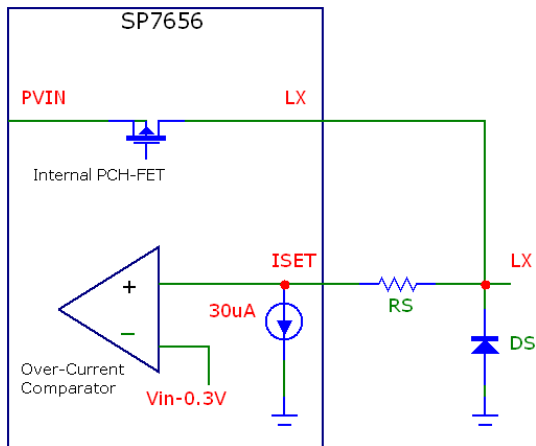 SP7656
PVIN
LX
Internal PCH-FET
ISET
LX
+
RS
30uA
−
DS
Over-Current
Comparator
Vin-0.3V